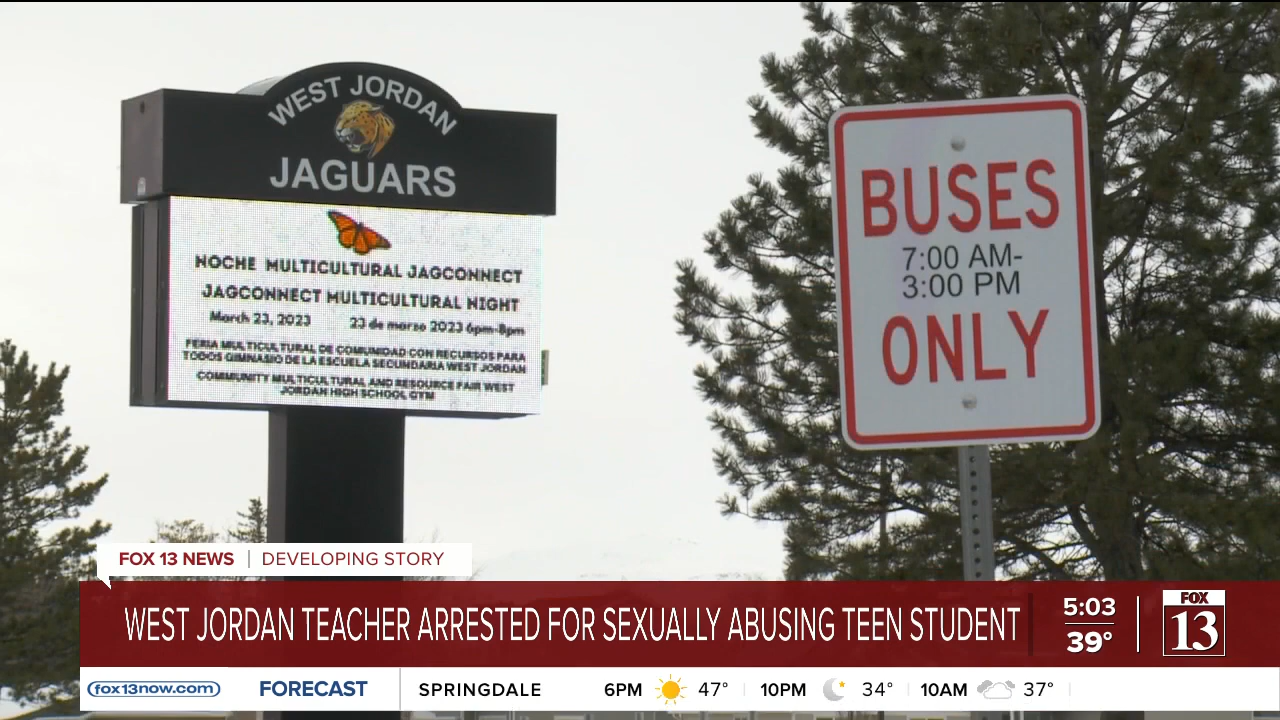 WEST JORDAN
JAGUARS
NOCHE MULTICULTURAL JAGCONNECT
JAGCONNECT MULTICULTURAL NIGHT
March 23, 2023 23 de marzo 2023 6pm-8pm
FERIA MULTICULTURAL DE COMUNIDAD CON RECURSOS PARA
TODOS GIMNASIO DE LA ESCUELA SECUNDARIA WEST JORDAN
COMMUNITY MULTICULTURAL AND RESOURCE FAIR WEST
JORDAN HIGH SCHOOL GYM
BUSES
7:00 AM-
3:00 PM
ONLY
FOX 13 NEWS | DEVELOPING STORY
WEST JORDAN TEACHER ARRESTED FOR SEXUALLY ABUSING TEEN STUDENT
5:03
39°
FOX
13
fox13now.com FORECAST SPRINGDALE 6PM 47° 10PM 34° 10AM 37°